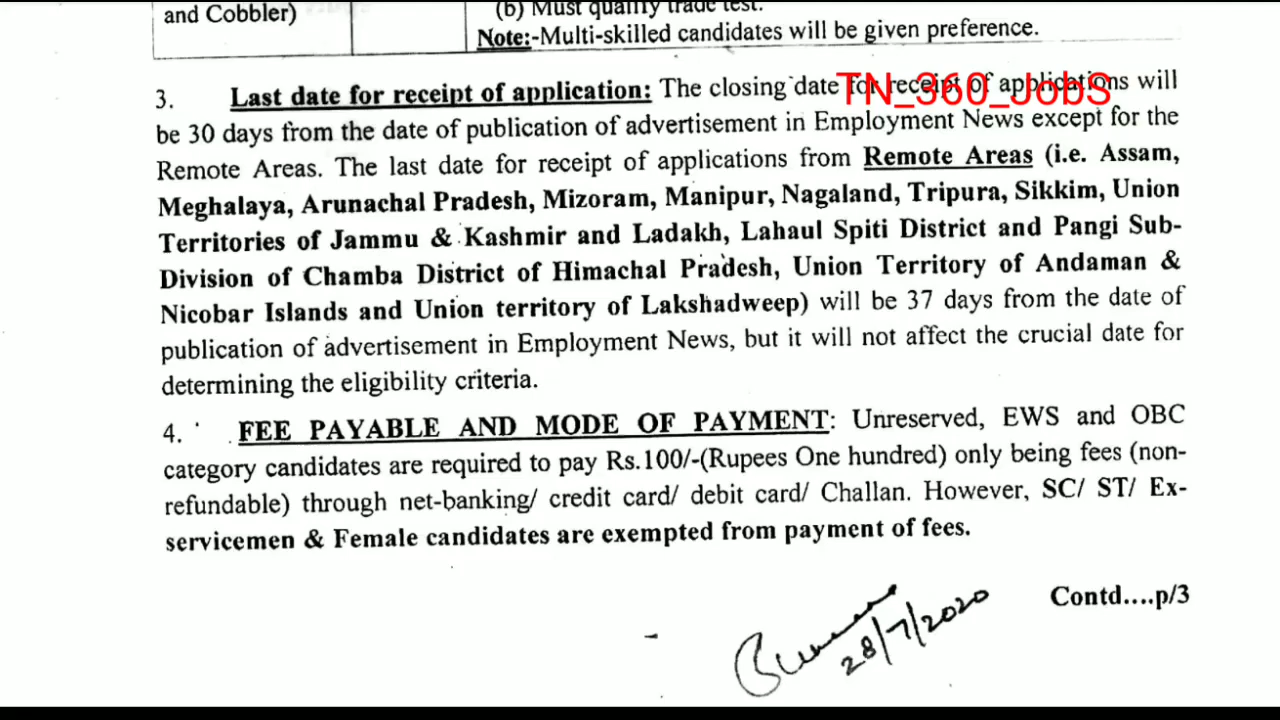 and Cobbler)
(b) Must qualify trade test.
Note:-Multi-skilled candidates will be given preference.
TN_360_JobS
3. Last date for receipt of application: The closing date for receipt of applications will
be 30 days from the date of publication of advertisement in Employment News except for the
Remote Areas. The last date for receipt of applications from Remote Areas (i.e. Assam,
Meghalaya, Arunachal Pradesh, Mizoram, Manipur, Nagaland, Tripura, Sikkim, Union
Territories of Jammu & Kashmir and Ladakh, Lahaul Spiti District and Pangi Sub-
Division of Chamba District of Himachal Pradesh, Union Territory of Andaman &
Nicobar Islands and Union territory of Lakshadweep) will be 37 days from the date of
publication of advertisement in Employment News, but it will not affect the crucial date for
determining the eligibility criteria.
4. FEE PAYABLE AND MODE OF PAYMENT: Unreserved, EWS and OBC
category candidates are required to pay Rs.100/-(Rupees One hundred) only being fees (non-
refundable) through net-banking/ credit card/ debit card/ Challan. However, SC/ ST/ Ex-
servicemen & Female candidates are exempted from payment of fees.
Contd....p/3
28/7/2020